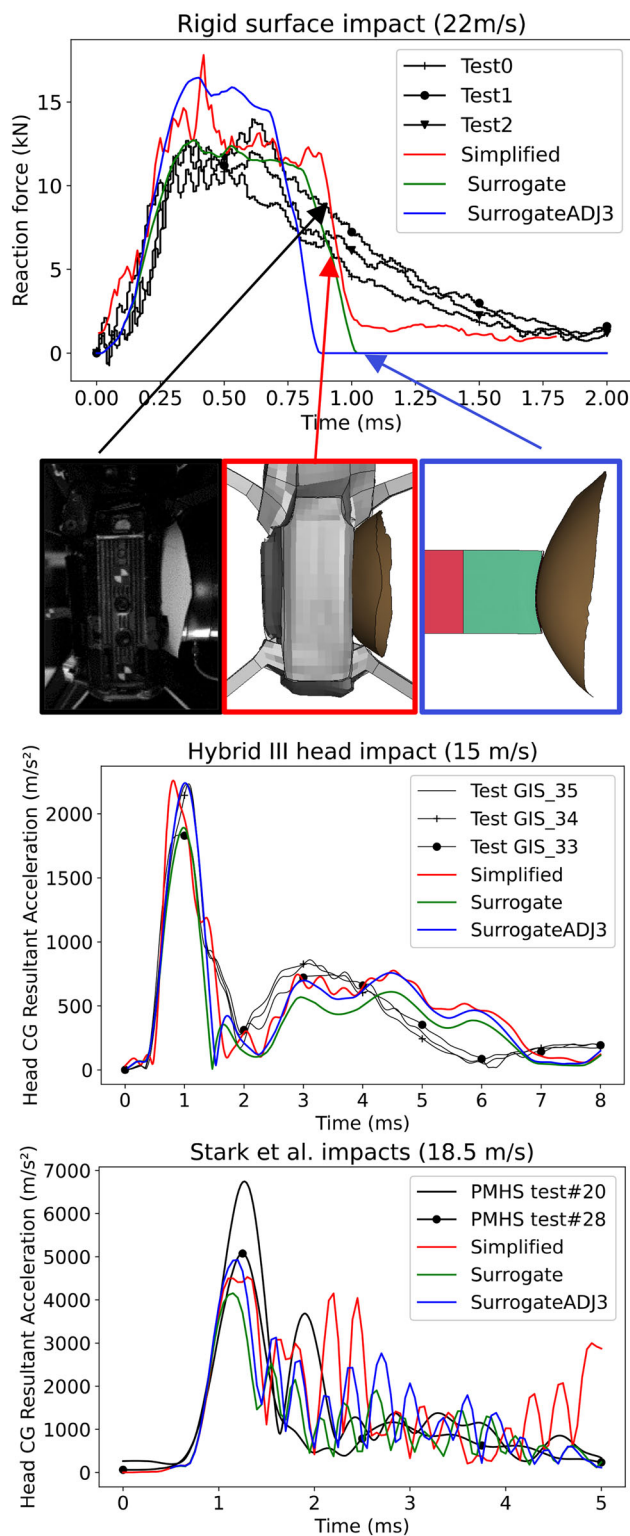 Rigid surface impact (22m/s)
Reaction force (kN)
15
10
5
0
Test0
Test1
Test2
Simplified
Surrogate
SurrogateADJ3
0.00 0.25 0.50 0.75 1.00 1.25 1.50 1.75 2.00
Time (ms)
Hybrid III head impact (15 m/s)
Head CG Resultant Acceleration (m/s²)
2000
1500
1000
500
0
Test GIS_35
Test GIS_34
Test GIS_33
Simplified
Surrogate
SurrogateADJ3
0 1 2 3 4 5 6 7 8
Time (ms)
Stark et al. impacts (18.5 m/s)
Head CG Resultant Acceleration (m/s²)
7000
6000
5000
4000
3000
2000
1000
0
PMHS test#20
PMHS test#28
Simplified
Surrogate
SurrogateADJ3
0 1 2 3 4 5
Time (ms)